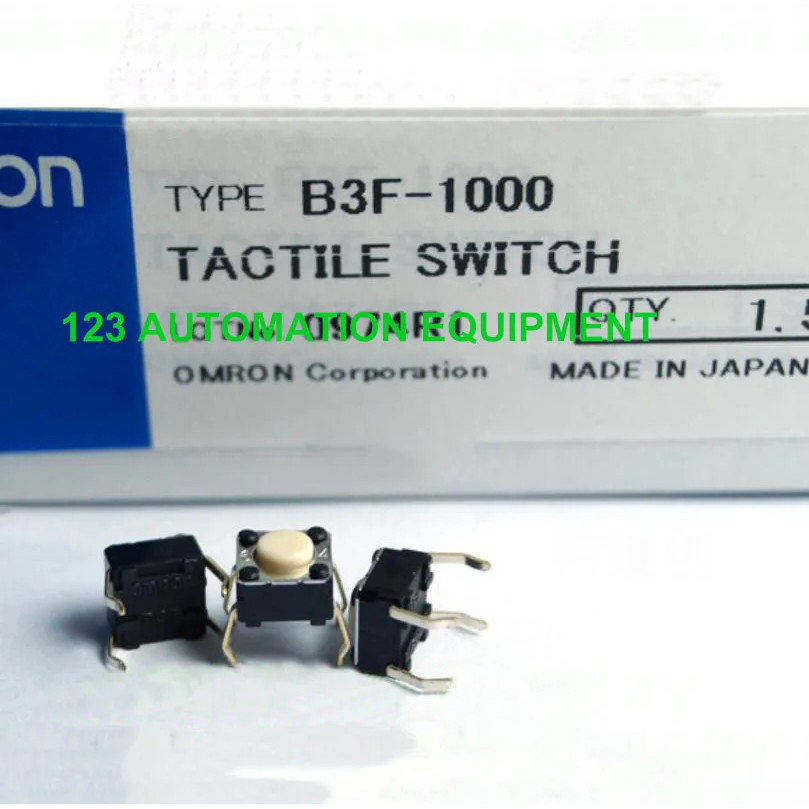 on
TYPE B3F-1000
TACTILE SWITCH
QTY. 1.5
123 AUTOMATION EQUIPMENT
OMRON Corporation MADE IN JAPAN